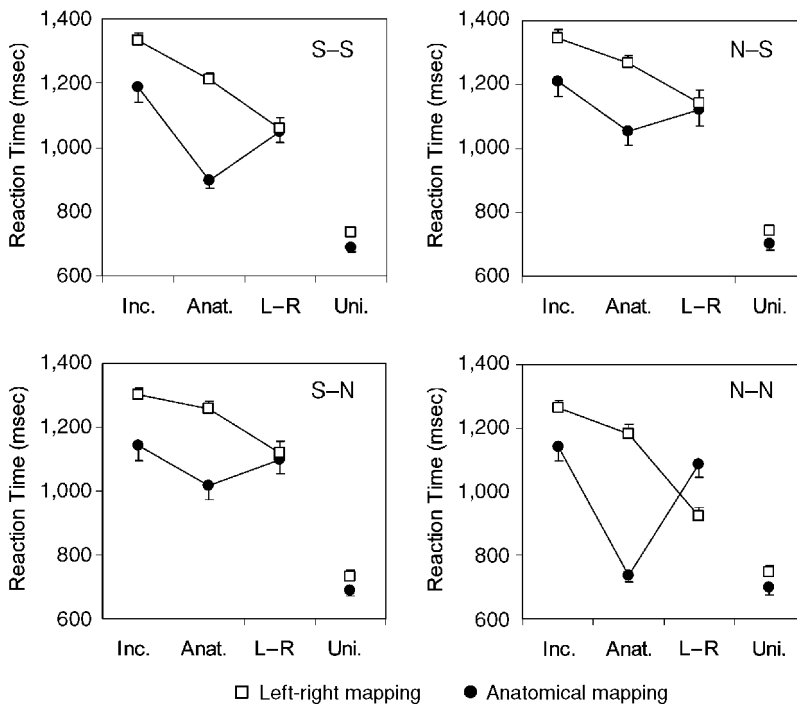 1,400
1,200
1,000
800
600
Reaction Time (msec)
S–S
Inc. Anat. L–R Uni.
1,400
1,200
1,000
800
600
Reaction Time (msec)
N–S
Inc. Anat. L–R Uni.
1,400
1,200
1,000
800
600
Reaction Time (msec)
S–N
Inc. Anat. L–R Uni.
1,400
1,200
1,000
800
600
Reaction Time (msec)
N–N
Inc. Anat. L–R Uni.
Left-right mapping Anatomical mapping